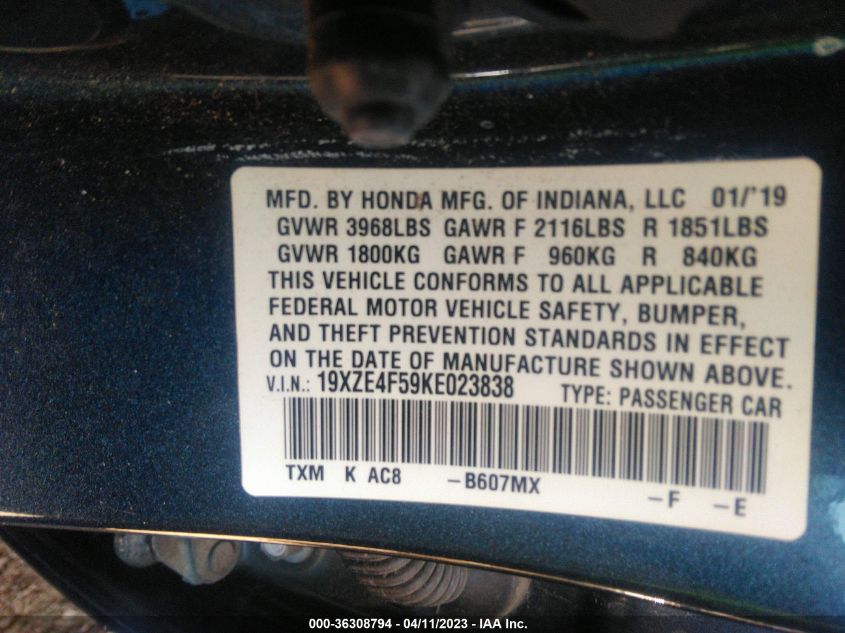 MFD. BY HONDA MFG. OF INDIANA, LLC 01/'19
GVWR 3968LBS GAWR F 2116LBS R 1851LBS
GVWR 1800KG GAWR F 960KG R 840KG
THIS VEHICLE CONFORMS TO ALL APPLICABLE
FEDERAL MOTOR VEHICLE SAFETY, BUMPER,
AND THEFT PREVENTION STANDARDS IN EFFECT
ON THE DATE OF MANUFACTURE SHOWN ABOVE.
V.I.N.: 19XZE4F59KE023838 TYPE: PASSENGER CAR
TXM K AC8 -B607MX -F -E
000-36308794 - 04/11/2023 - IAA Inc.